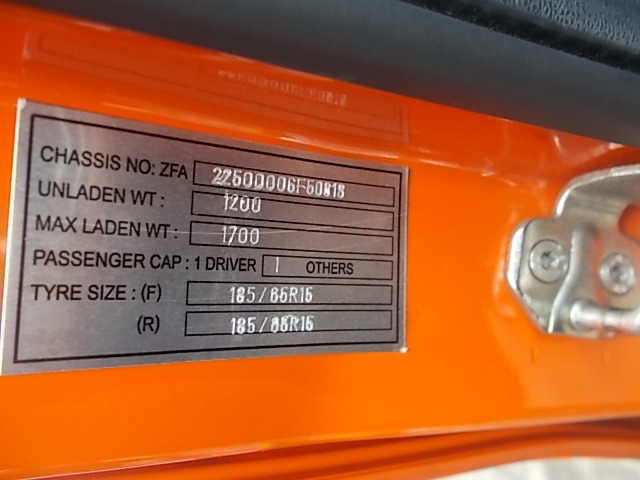 CHASSIS NO: ZFA 22500006F50818
UNLADEN WT : 1200
MAX LADEN WT : 1700
PASSENGER CAP : 1 DRIVER 1 OTHERS
TYRE SIZE : (F) 185/65R15
(R) 185/65R15